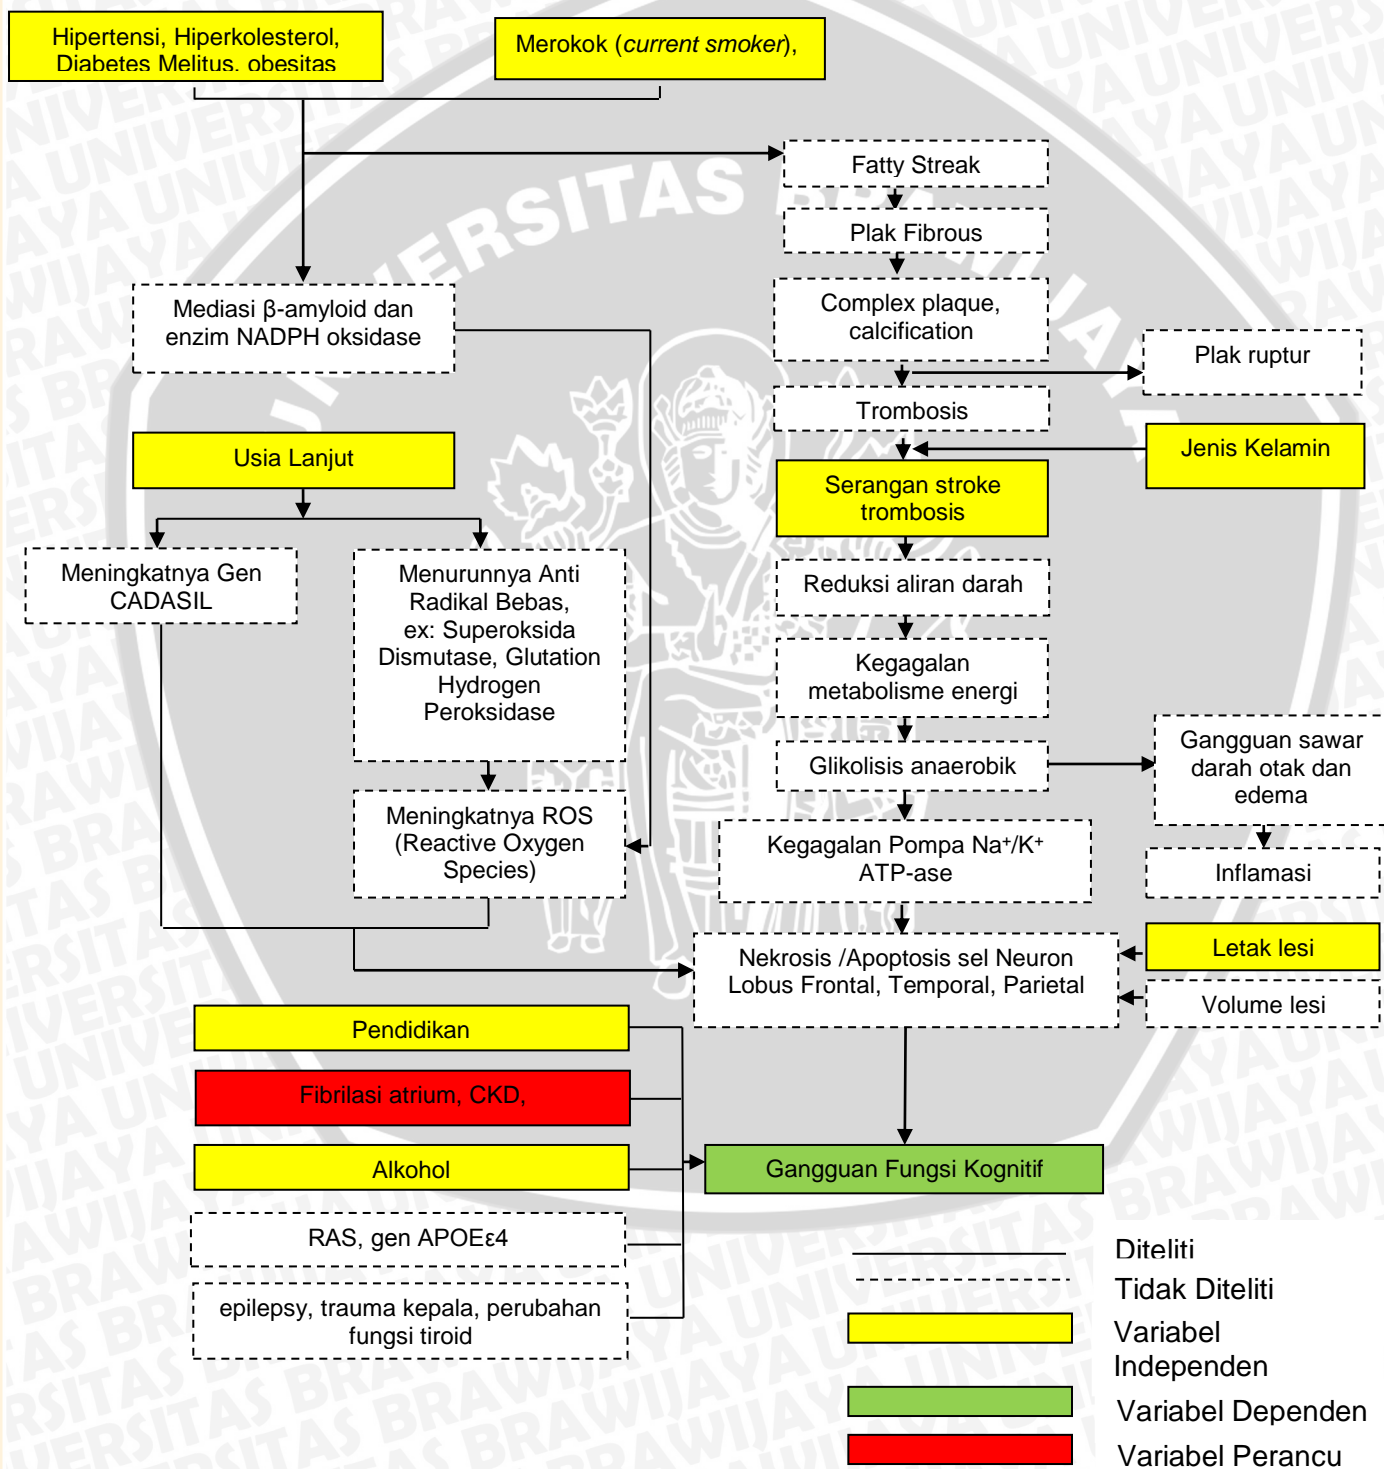 Hipertensi, Hiperkolesterol,
Diabetes Melitus, obesitas
Merokok (current smoker),
Fatty Streak
Plak Fibrous
Mediasi β-amyloid dan
enzim NADPH oksidase
Complex plaque,
calcification
Plak ruptur
Trombosis
Usia Lanjut
Jenis Kelamin
Serangan stroke
trombosis
Meningkatnya Gen
CADASIL
Menurunnya Anti
Radikal Bebas,
ex: Superoksida
Dismutase, Glutation
Hydrogen
Peroksidase
Reduksi aliran darah
Kegagalan
metabolisme energi
Glikolisis anaerobik
Gangguan sawar
darah otak dan
edema
Meningkatnya ROS
(Reactive Oxygen
Species)
Kegagalan Pompa Na⁺/K⁺
ATP-ase
Inflamasi
Nekrosis /Apoptosis sel Neuron
Lobus Frontal, Temporal, Parietal
Letak lesi
Volume lesi
Pendidikan
Fibrilasi atrium, CKD,
Alkohol
Gangguan Fungsi Kognitif
RAS, gen APOEε4
epilepsy, trauma kepala, perubahan
fungsi tiroid
Diteliti
Tidak Diteliti
Variabel
Independen
Variabel Dependen
Variabel Perancu
UNIVERSITAS BRAWIJAYA